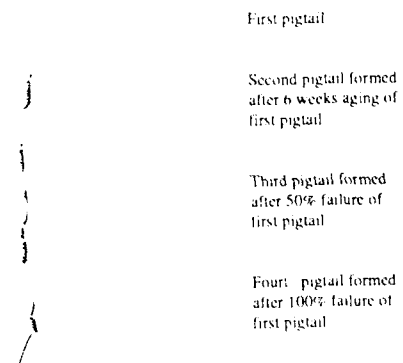 First pigtail
Second pigtail formed
after 6 weeks aging of
first pigtail
Third pigtail formed
after 50% failure of
first pigtail
Fourt pigtail formed
after 100% failure of
first pigtail